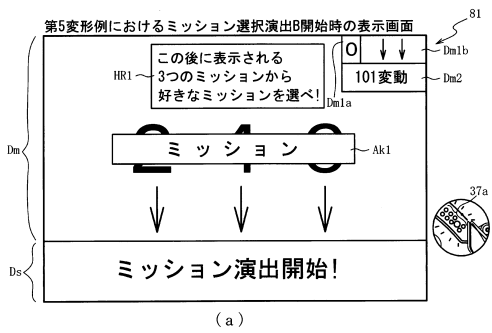 第5変形例におけるミッション選択演出B開始時の表示画面
81
この後に表示される
3つのミッションから
好きなミッションを選べ!
HR1
0
Dm1b
Dm1a
101変動
Dm2
Dm
ミッション
Ak1
37a
Ds
ミッション演出開始!
(a)